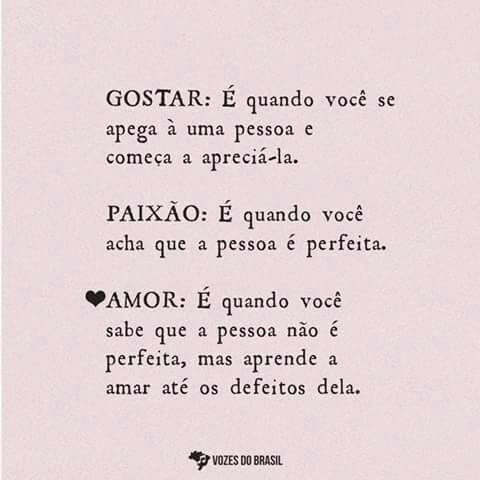 GOSTAR: É quando você se
apega à uma pessoa e
começa a apreciá-la.
PAIXÃO: É quando você
acha que a pessoa é perfeita.
❤AMOR: É quando você
sabe que a pessoa não é
perfeita, mas aprende a
amar até os defeitos dela.
VOZES DO BRASIL